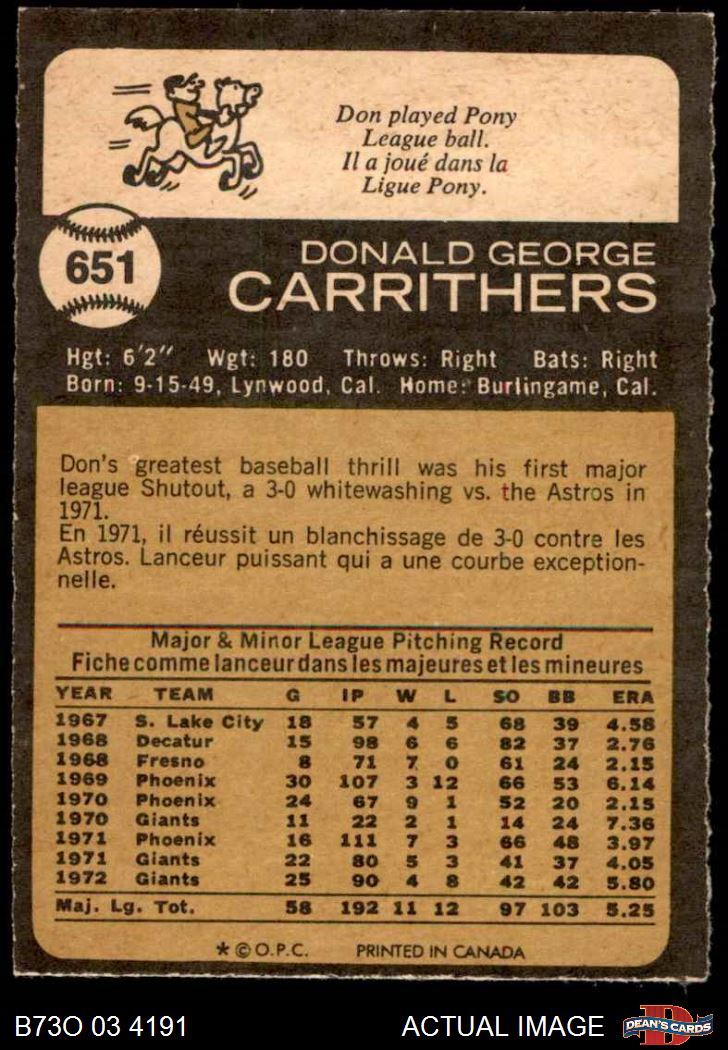 Don played Pony
League ball.
Il a joué dans la
Ligue Pony.
651
DONALD GEORGE
CARRITHERS
Hgt: 6'2" Wgt: 180 Throws: Right Bats: Right
Born: 9-15-49, Lynwood, Cal. Home: Burlingame, Cal.
Don's greatest baseball thrill was his first major
league Shutout, a 3-0 whitewashing vs. the Astros in
1971.
En 1971, il réussit un blanchissage de 3-0 contre les
Astros. Lanceur puissant qui a une courbe exception-
nelle.
Major & Minor League Pitching Record
Fiche comme lanceur dans les majeures et les mineures
YEAR TEAM G IP W L SO BB ERA
1967 S. Lake City 18 57 4 5 68 39 4.58
1968 Decatur 15 98 6 6 82 37 2.76
1968 Fresno 8 71 7 0 61 24 2.15
1969 Phoenix 30 107 3 12 66 53 6.14
1970 Phoenix 24 67 9 1 52 20 2.15
1970 Giants 11 22 2 1 14 24 7.36
1971 Phoenix 16 111 7 3 66 48 3.97
1971 Giants 22 80 5 3 41 37 4.05
1972 Giants 25 90 4 8 42 42 5.80
Maj. Lg. Tot. 58 192 11 12 97 103 5.25
* © O.P.C. PRINTED IN CANADA
B73O 03 4191 ACTUAL IMAGE D DEAN'S CARDS